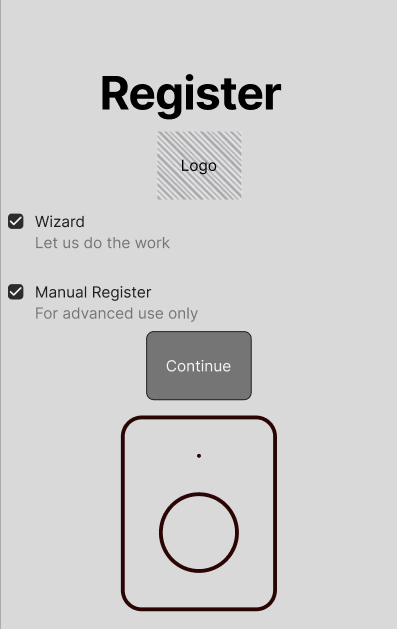 Register
Logo
Wizard
Let us do the work
Manual Register
For advanced use only
Continue